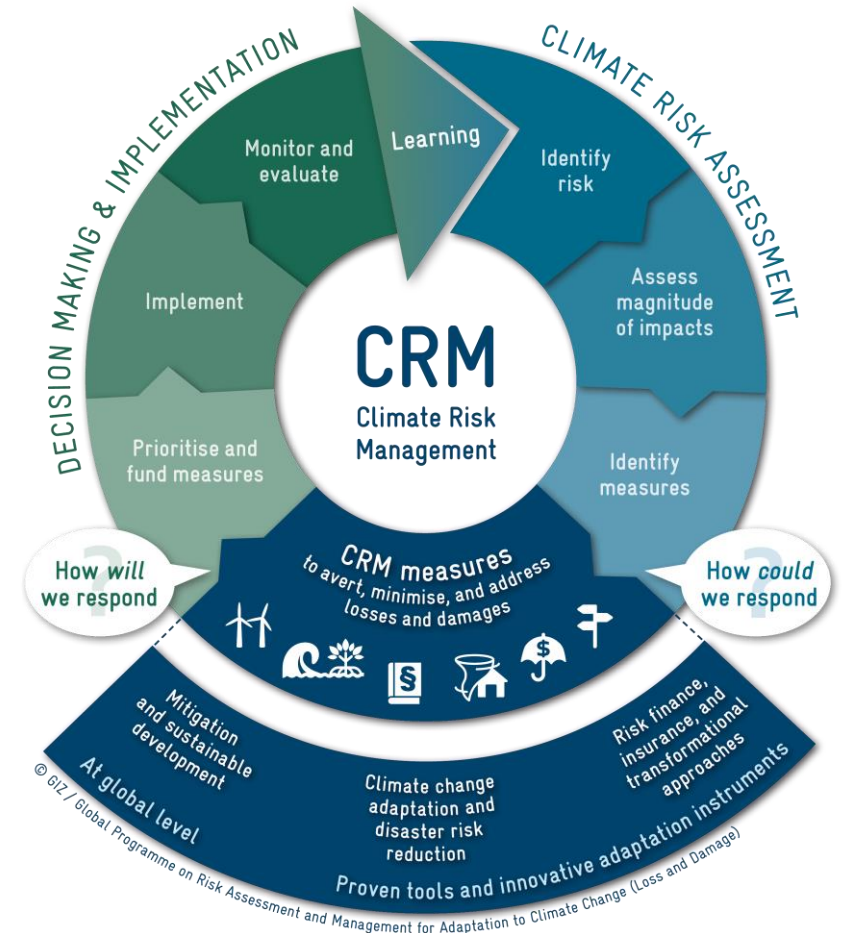 DECISION MAKING & IMPLEMENTATION
CLIMATE RISK ASSESSMENT
Learning
Identify
risk
Assess
magnitude
of impacts
Identify
measures
How could
we respond
?
CRM measures
to avert, minimise, and address
losses and damages
§
$
How will
we respond
?
Prioritise and
fund measures
Implement
Monitor and
evaluate
CRM
Climate Risk
Management
Mitigation
and sustainable
development
Climate change
adaptation and
disaster risk
reduction
Risk finance,
insurance, and
transformational
approaches
At global level
Proven tools and innovative adaptation instruments
© GIZ / Global Programme on Risk Assessment and Management for Adaptation to Climate Change (Loss and Damage)